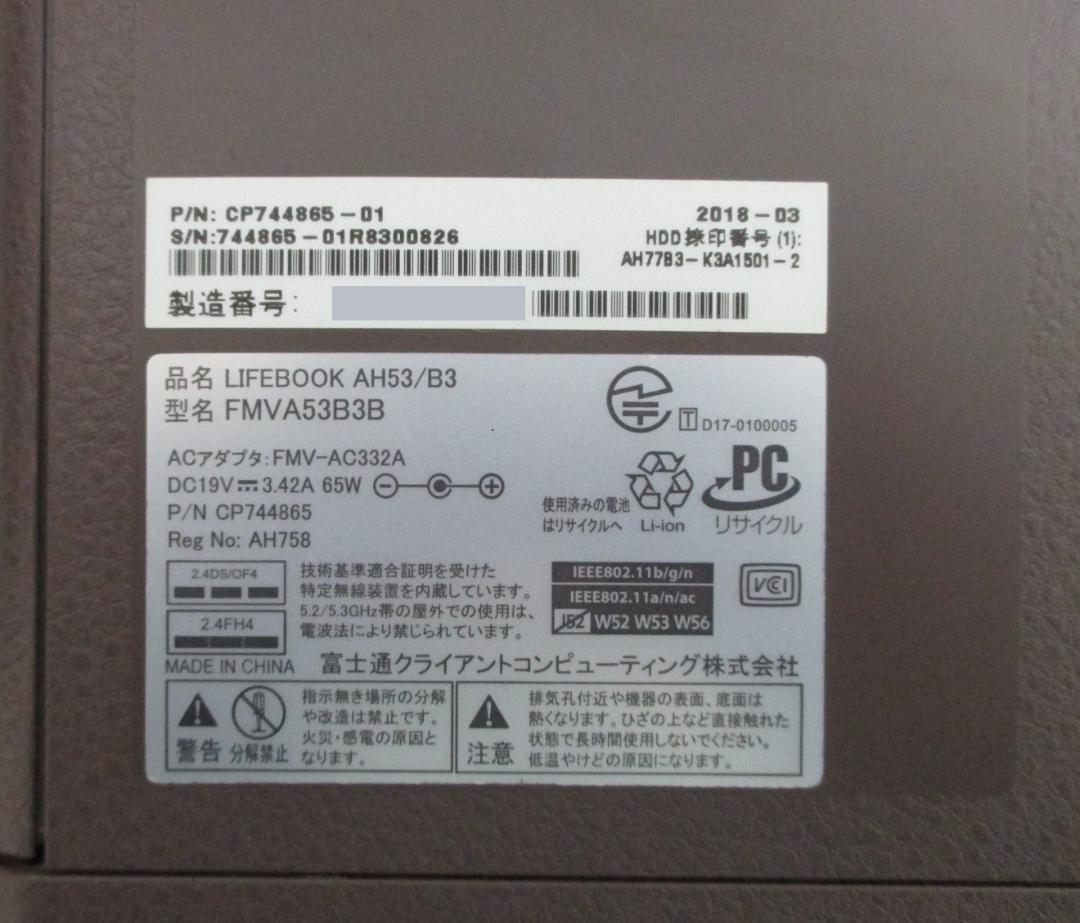 P/N: CP744865-01
2018-03
S/N:744865-01R8300826
HDD捺印番号(1):
AH77B3-K3A1501-2
製造番号:
品名 LIFEBOOK AH53/B3
型名 FMVA53B3B
T D17-0100005
ACアダプタ:FMV-AC332A
DC19V 3.42A 65W
P/N CP744865
Reg No: AH758
使用済みの電池
はリサイクルへ
Li-ion
PC
リサイクル
2.4DS/OF4
2.4FH4
技術基準適合証明を受けた
特定無線装置を内蔵しています。
5.2/5.3GHz帯の屋外での使用は、
電波法により禁じられています。
IEEE802.11b/g/n
IEEE802.11a/n/ac
J52 W52 W53 W56
VCCI
MADE IN CHINA
富士通クライアントコンピューティング株式会社
警告
分解禁止
指示無き場所の分解
や改造は禁止です。
火災・感電の原因と
なります。
注意
排気孔付近や機器の表面、底面は
熱くなります。ひざの上など直接触れた
状態で長時間使用しないでください。
低温やけどの原因になります。